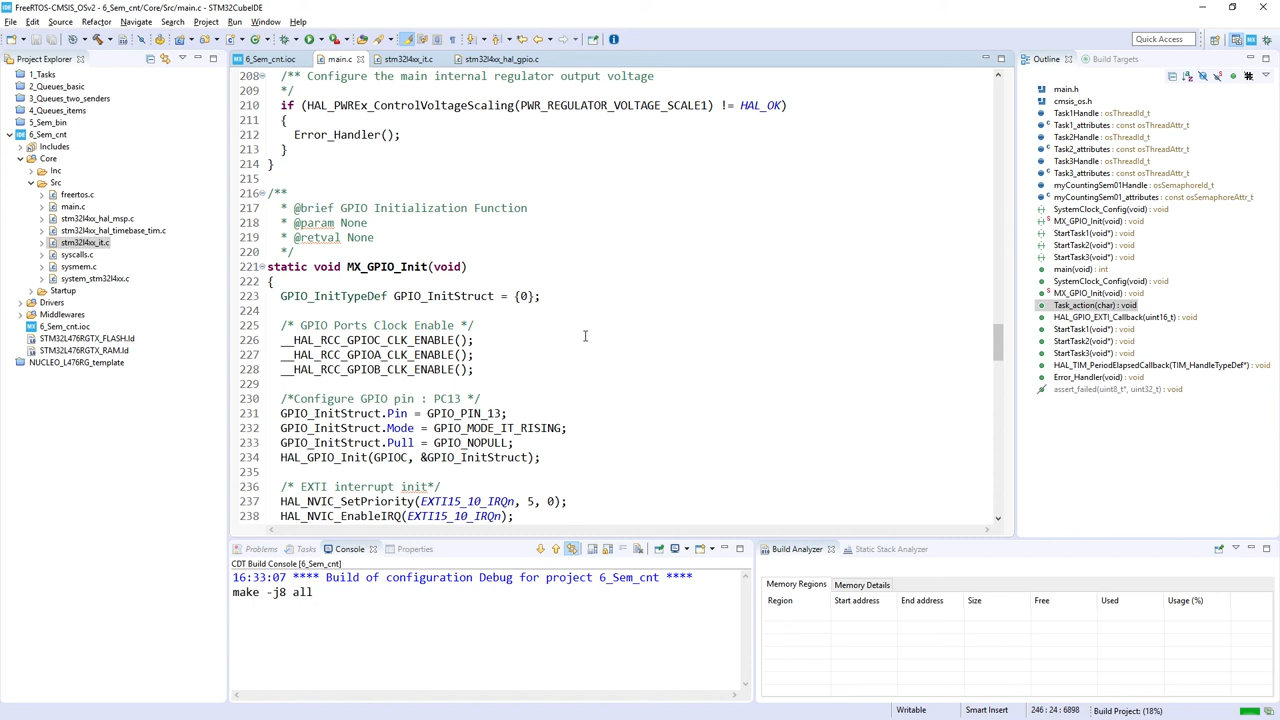 FreeRTOS-CMSIS_OSv2 - 6_Sem_cnt/Core/Src/main.c - STM32CubeIDE
File Edit Source Refactor Navigate Search Project Run Window Help
Quick Access
Project Explorer
1_Tasks
2_Queues_basic
3_Queues_two_senders
4_Queues_items
5_Sem_bin
6_Sem_cnt
Includes
Core
Inc
Src
freertos.c
main.c
stm32l4xx_hal_msp.c
stm32l4xx_hal_timebase_tim.c
stm32l4xx_it.c
syscalls.c
sysmem.c
system_stm32l4xx.c
Startup
Drivers
Middlewares
6_Sem_cnt.ioc
STM32L476RGTX_FLASH.ld
STM32L476RGTX_RAM.ld
NUCLEO_L476RG_template
6_Sem_cnt.ioc main.c stm32l4xx_it.c stm32l4xx_hal_gpio.c
208 /** Configure the main internal regulator output voltage
209 */
210 if (HAL_PWREx_ControlVoltageScaling(PWR_REGULATOR_VOLTAGE_SCALE1) != HAL_OK)
211 {
212 Error_Handler();
213 }
214 }
215
216 /**
217 * @brief GPIO Initialization Function
218 * @param None
219 * @retval None
220 */
221 static void MX_GPIO_Init(void)
222 {
223 GPIO_InitTypeDef GPIO_InitStruct = {0};
224
225 /* GPIO Ports Clock Enable */
226 __HAL_RCC_GPIOC_CLK_ENABLE();
227 __HAL_RCC_GPIOA_CLK_ENABLE();
228 __HAL_RCC_GPIOB_CLK_ENABLE();
229
230 /*Configure GPIO pin : PC13 */
231 GPIO_InitStruct.Pin = GPIO_PIN_13;
232 GPIO_InitStruct.Mode = GPIO_MODE_IT_RISING;
233 GPIO_InitStruct.Pull = GPIO_NOPULL;
234 HAL_GPIO_Init(GPIOC, &GPIO_InitStruct);
235
236 /* EXTI interrupt init*/
237 HAL_NVIC_SetPriority(EXTI15_10_IRQn, 5, 0);
238 HAL_NVIC_EnableIRQ(EXTI15_10_IRQn);
Outline Build Targets
main.h
cmsis_os.h
Task1Handle : osThreadId_t
Task1_attributes : const osThreadAttr_t
Task2Handle : osThreadId_t
Task2_attributes : const osThreadAttr_t
Task3Handle : osThreadId_t
Task3_attributes : const osThreadAttr_t
myCountingSem01Handle : osSemaphoreId_t
myCountingSem01_attributes : const osSemaphoreAttr_t
SystemClock_Config(void) : void
MX_GPIO_Init(void) : void
StartTask1(void*) : void
StartTask2(void*) : void
StartTask3(void*) : void
main(void) : int
SystemClock_Config(void) : void
MX_GPIO_Init(void) : void
Task_action(char) : void
HAL_GPIO_EXTI_Callback(uint16_t) : void
StartTask1(void*) : void
StartTask2(void*) : void
StartTask3(void*) : void
HAL_TIM_PeriodElapsedCallback(TIM_HandleTypeDef*) : void
Error_Handler(void) : void
assert_failed(uint8_t*, uint32_t) : void
Problems Tasks Console Properties
CDT Build Console [6_Sem_cnt]
16:33:07 **** Build of configuration Debug for project 6_Sem_cnt ****
make -j8 all
Build Analyzer Static Stack Analyzer
Memory Regions Memory Details
Region Start address End address Size Free Used Usage (%)
Writable Smart Insert 246 : 24 : 6898 Build Project: (18%)